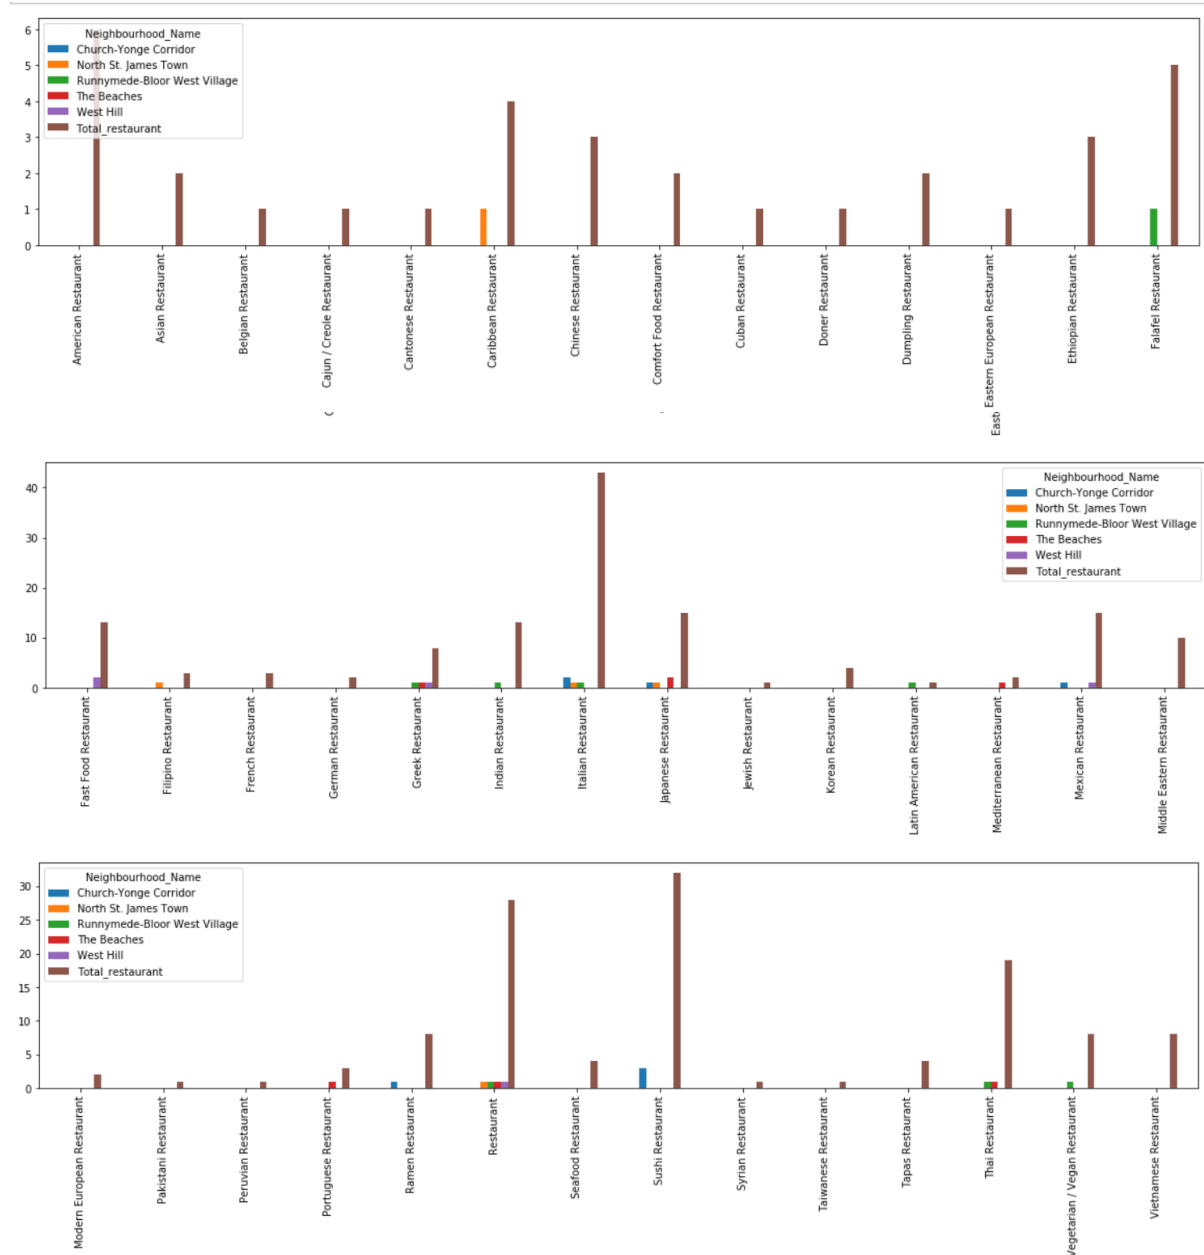 6
5
4
3
2
1
0
Neighbourhood_Name
Church-Yonge Corridor
North St. James Town
Runnymede-Bloor West Village
The Beaches
West Hill
Total_restaurant
American Restaurant
Asian Restaurant
Belgian Restaurant
Cajun / Creole Restaurant
Cantonese Restaurant
Caribbean Restaurant
Chinese Restaurant
Comfort Food Restaurant
Cuban Restaurant
Doner Restaurant
Dumpling Restaurant
Eastern European Restaurant
Ethiopian Restaurant
Falafel Restaurant
East
40
30
20
10
0
Neighbourhood_Name
Church-Yonge Corridor
North St. James Town
Runnymede-Bloor West Village
The Beaches
West Hill
Total_restaurant
Fast Food Restaurant
Filipino Restaurant
French Restaurant
German Restaurant
Greek Restaurant
Indian Restaurant
Italian Restaurant
Japanese Restaurant
Jewish Restaurant
Korean Restaurant
Latin American Restaurant
Mediterranean Restaurant
Mexican Restaurant
Middle Eastern Restaurant
30
25
20
15
10
5
0
Neighbourhood_Name
Church-Yonge Corridor
North St. James Town
Runnymede-Bloor West Village
The Beaches
West Hill
Total_restaurant
Modern European Restaurant
Pakistani Restaurant
Peruvian Restaurant
Portuguese Restaurant
Ramen Restaurant
Restaurant
Seafood Restaurant
Sushi Restaurant
Syrian Restaurant
Taiwanese Restaurant
Tapas Restaurant
Thai Restaurant
Vegetarian / Vegan Restaurant
Vietnamese Restaurant